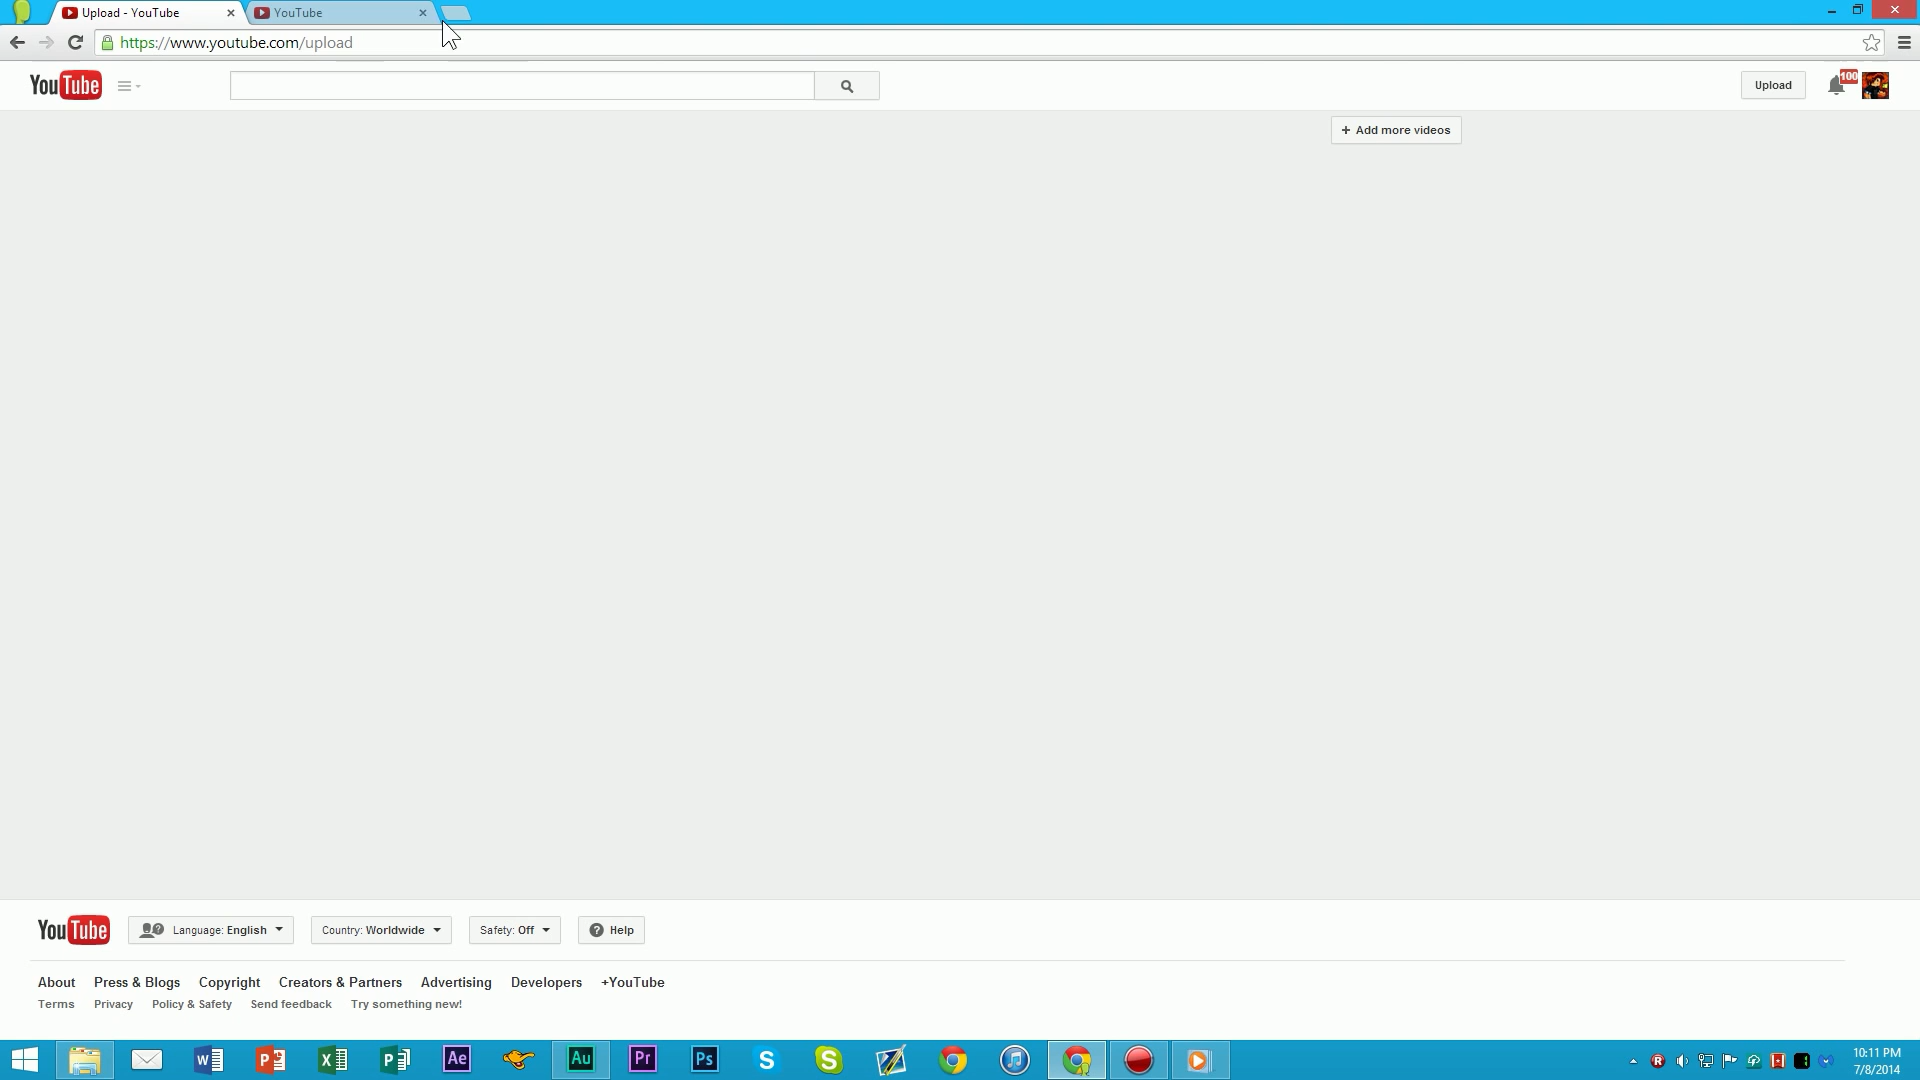 Upload - YouTube
YouTube
https://www.youtube.com/upload
YouTube
Upload
100
+ Add more videos
YouTube
Language: English
Country: Worldwide
Safety: Off
? Help
About Press & Blogs Copyright Creators & Partners Advertising Developers +YouTube
Terms Privacy Policy & Safety Send feedback Try something new!
Ae
Au
Pr
Ps
10:11 PM
7/8/2014